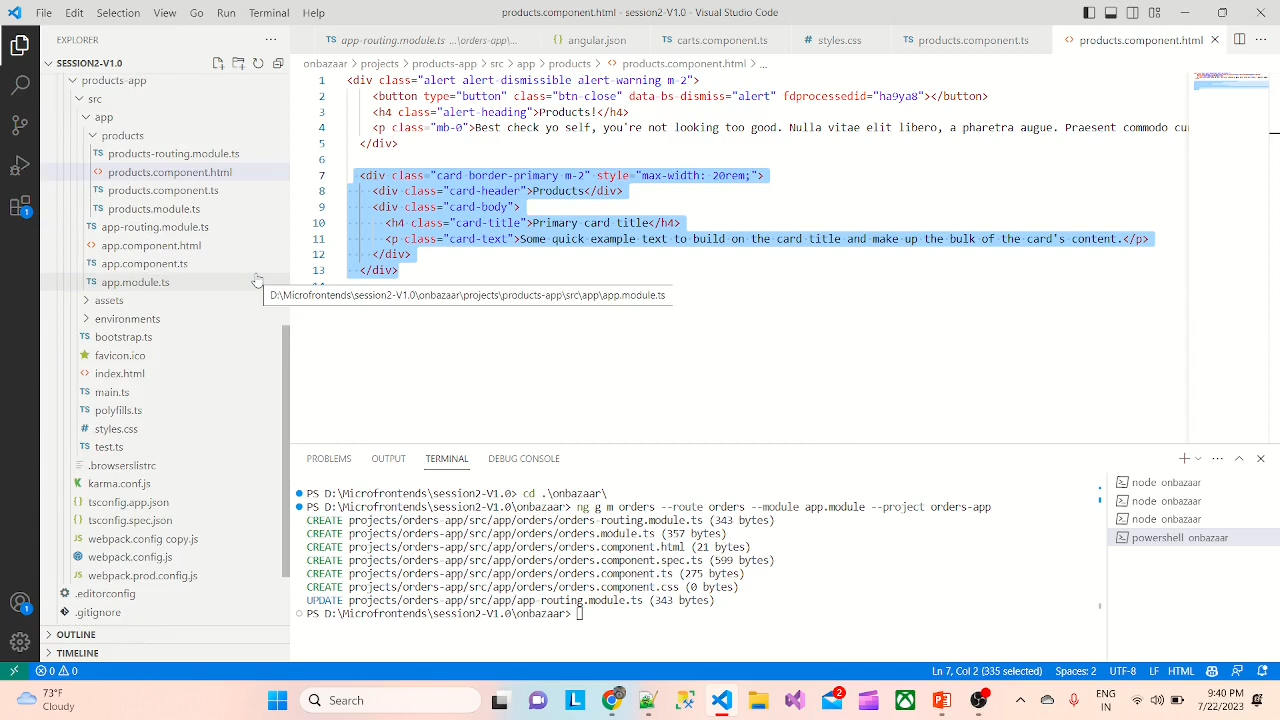 File Edit Selection View Go Run Terminal Help
products.component.html - session2-V1.0 - Visual Studio Code
EXPLORER
app-routing.module.ts ...\orders-app\...
angular.json
carts.component.ts
styles.css
products.component.ts
products.component.html
SESSION2-V1.0
onbazaar > projects > products-app > src > app > products > products.component.html > ...
products-app
src
app
products
products-routing.module.ts
products.component.html
products.component.ts
products.module.ts
app-routing.module.ts
app.component.html
app.component.ts
app.module.ts
assets
environments
bootstrap.ts
favicon.ico
index.html
main.ts
polyfills.ts
styles.css
test.ts
.browserslistrc
karma.conf.js
tsconfig.app.json
tsconfig.spec.json
webpack.config copy.js
webpack.config.js
webpack.prod.config.js
.editorconfig
.gitignore
OUTLINE
TIMELINE
1 <div class="alert alert-dismissible alert-warning m-2">
2 <button type="button" class="btn-close" data-bs-dismiss="alert" fdprocessedid="ha9ya8"></button>
3 <h4 class="alert-heading">Products!</h4>
4 <p class="mb-0">Best check yo self, you're not looking too good. Nulla vitae elit libero, a pharetra augue. Praesent commodo cu
5 </div>
6
7 <div class="card-border-primary m-2" style="max-width: 20rem;">
8 <div class="card-header">Products</div>
9 <div class="card-body">
10 <h4 class="card-title">Primary card title</h4>
11 <p class="card-text">Some quick example text to build on the card title and make up the bulk of the card's content.</p>
12 </div>
13 </div>
D:\Microfrontends\session2-V1.0\onbazaar\projects\products-app\src\app\app.module.ts
PROBLEMS OUTPUT TERMINAL DEBUG CONSOLE
PS D:\Microfrontends\session2-V1.0> cd .\onbazaar\
PS D:\Microfrontends\session2-V1.0\onbazaar> ng g m orders --route orders --module app.module --project orders-app
CREATE projects/orders-app/src/app/orders/orders-routing.module.ts (343 bytes)
CREATE projects/orders-app/src/app/orders/orders.module.ts (357 bytes)
CREATE projects/orders-app/src/app/orders/orders.component.html (21 bytes)
CREATE projects/orders-app/src/app/orders/orders.component.spec.ts (599 bytes)
CREATE projects/orders-app/src/app/orders/orders.component.ts (275 bytes)
CREATE projects/orders-app/src/app/orders/orders.component.css (0 bytes)
UPDATE projects/orders-app/src/app/app-routing.module.ts (343 bytes)
PS D:\Microfrontends\session2-V1.0\onbazaar>
node onbazaar
node onbazaar
node onbazaar
powershell onbazaar
0 0
Ln 7, Col 2 (335 selected) Spaces: 2 UTF-8 LF HTML
73°F
Cloudy
Search
2
ENG
IN
9:40 PM
7/22/2023